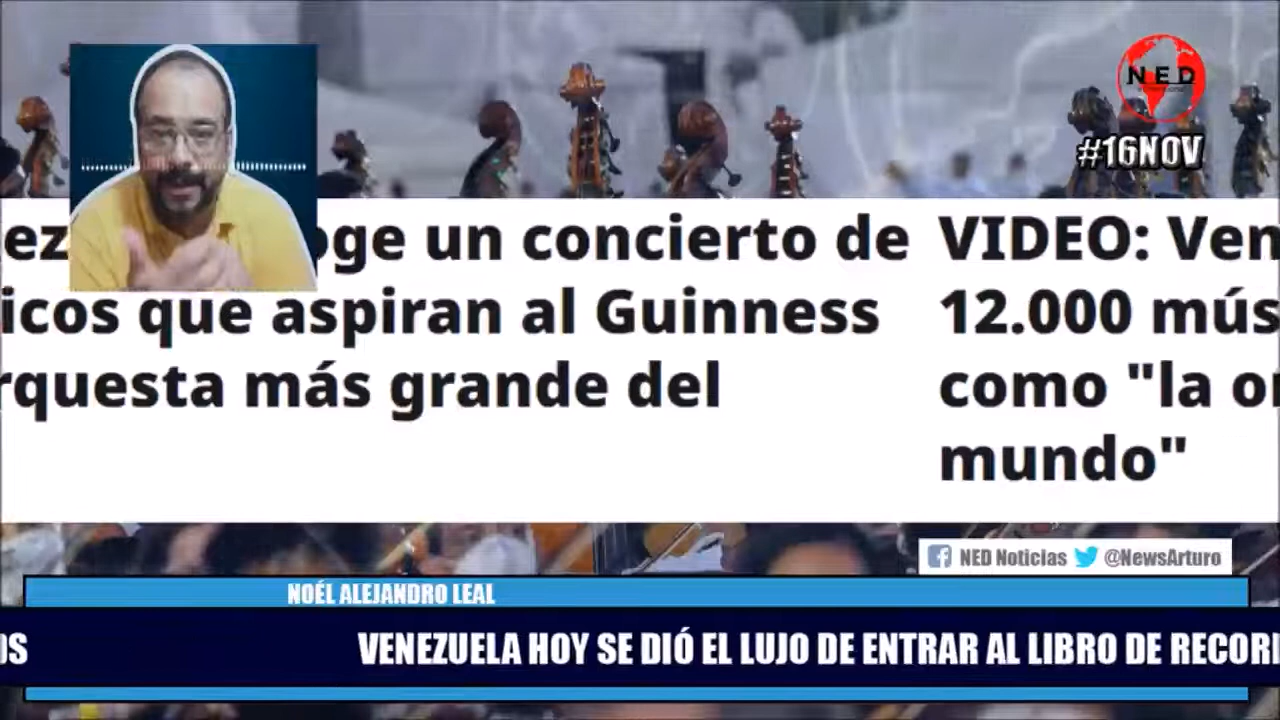 NED
#16NOV
ez oge un concierto de
icos que aspiran al Guinness
rquesta más grande del
VIDEO: Ven
12.000 mús
como "la or
mundo"
NED Noticias @NewsArturo
NOÉL ALEJANDRO LEAL
OS VENEZUELA HOY SE DIÓ EL LUJO DE ENTRAR AL LIBRO DE RECOR